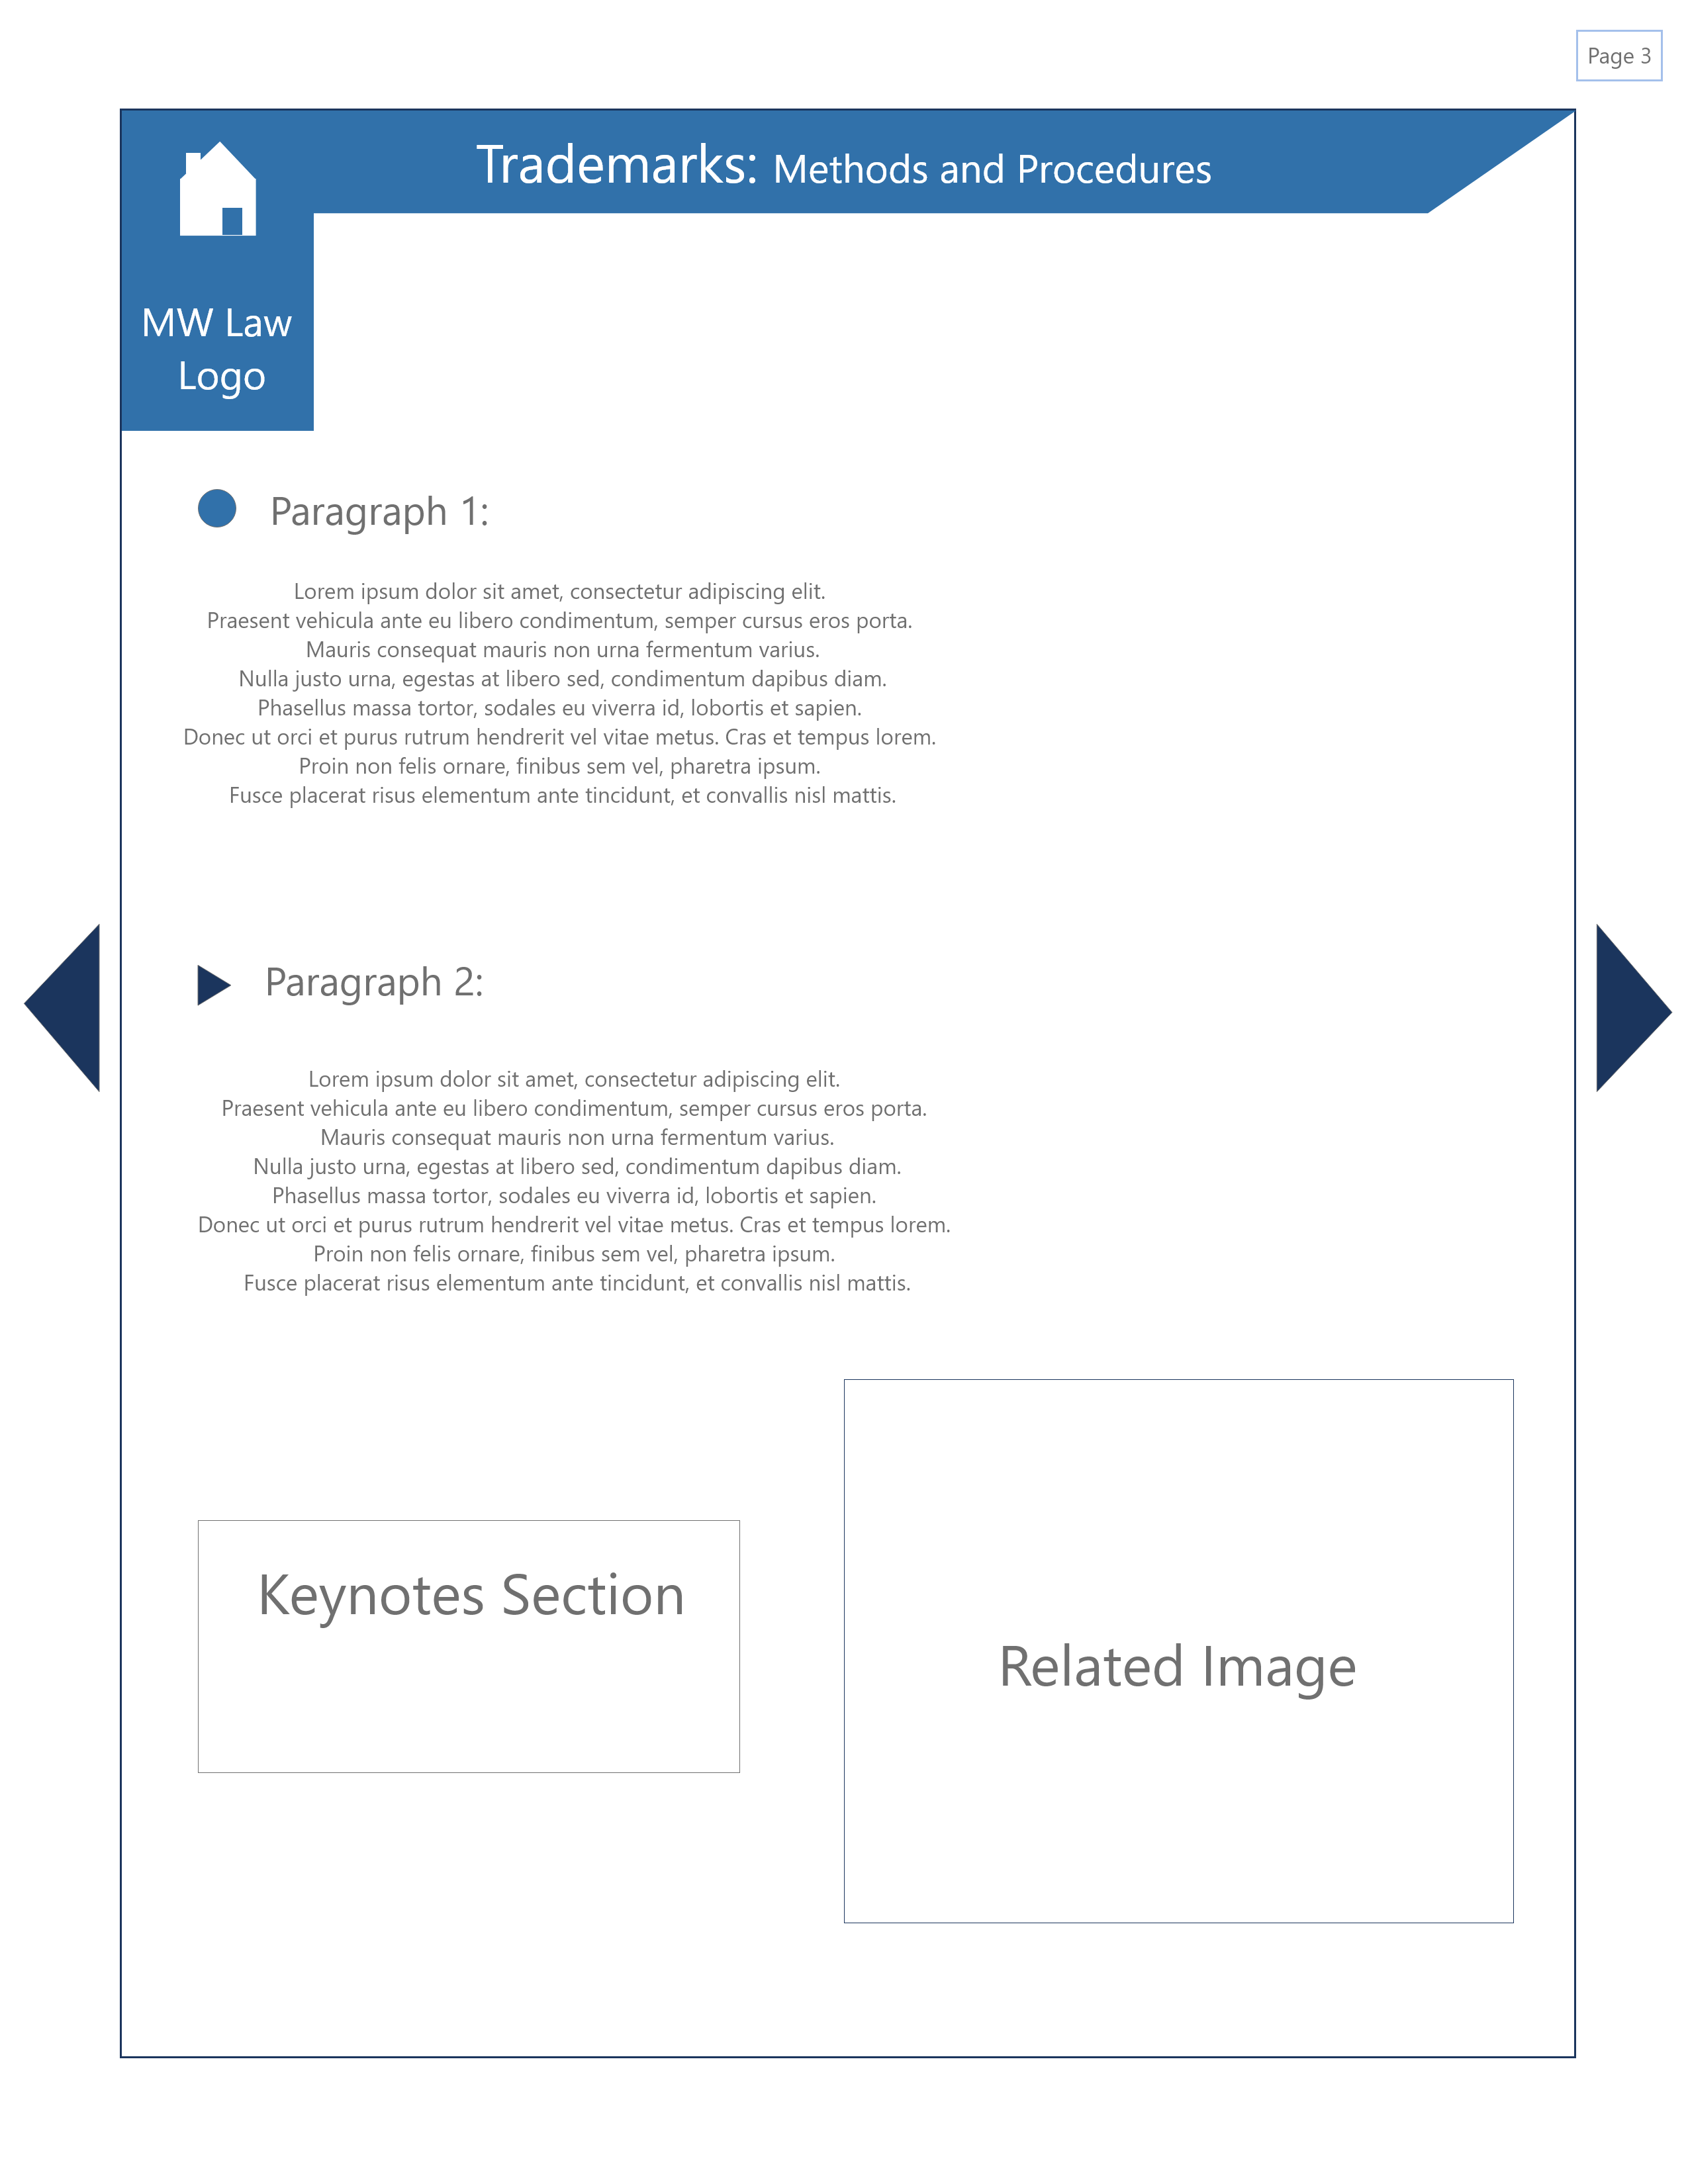 Page 3
Trademarks: Methods and Procedures
MW Law
Logo
Paragraph 1:
Lorem ipsum dolor sit amet, consectetur adipiscing elit.
Praesent vehicula ante eu libero condimentum, semper cursus eros porta.
Mauris consequat mauris non urna fermentum varius.
Nulla justo urna, egestas at libero sed, condimentum dapibus diam.
Phasellus massa tortor, sodales eu viverra id, lobortis et sapien.
Donec ut orci et purus rutrum hendrerit vel vitae metus. Cras et tempus lorem.
Proin non felis ornare, finibus sem vel, pharetra ipsum.
Fusce placerat risus elementum ante tincidunt, et convallis nisl mattis.
Paragraph 2:
Lorem ipsum dolor sit amet, consectetur adipiscing elit.
Praesent vehicula ante eu libero condimentum, semper cursus eros porta.
Mauris consequat mauris non urna fermentum varius.
Nulla justo urna, egestas at libero sed, condimentum dapibus diam.
Phasellus massa tortor, sodales eu viverra id, lobortis et sapien.
Donec ut orci et purus rutrum hendrerit vel vitae metus. Cras et tempus lorem.
Proin non felis ornare, finibus sem vel, pharetra ipsum.
Fusce placerat risus elementum ante tincidunt, et convallis nisl mattis.
Keynotes Section
Related Image